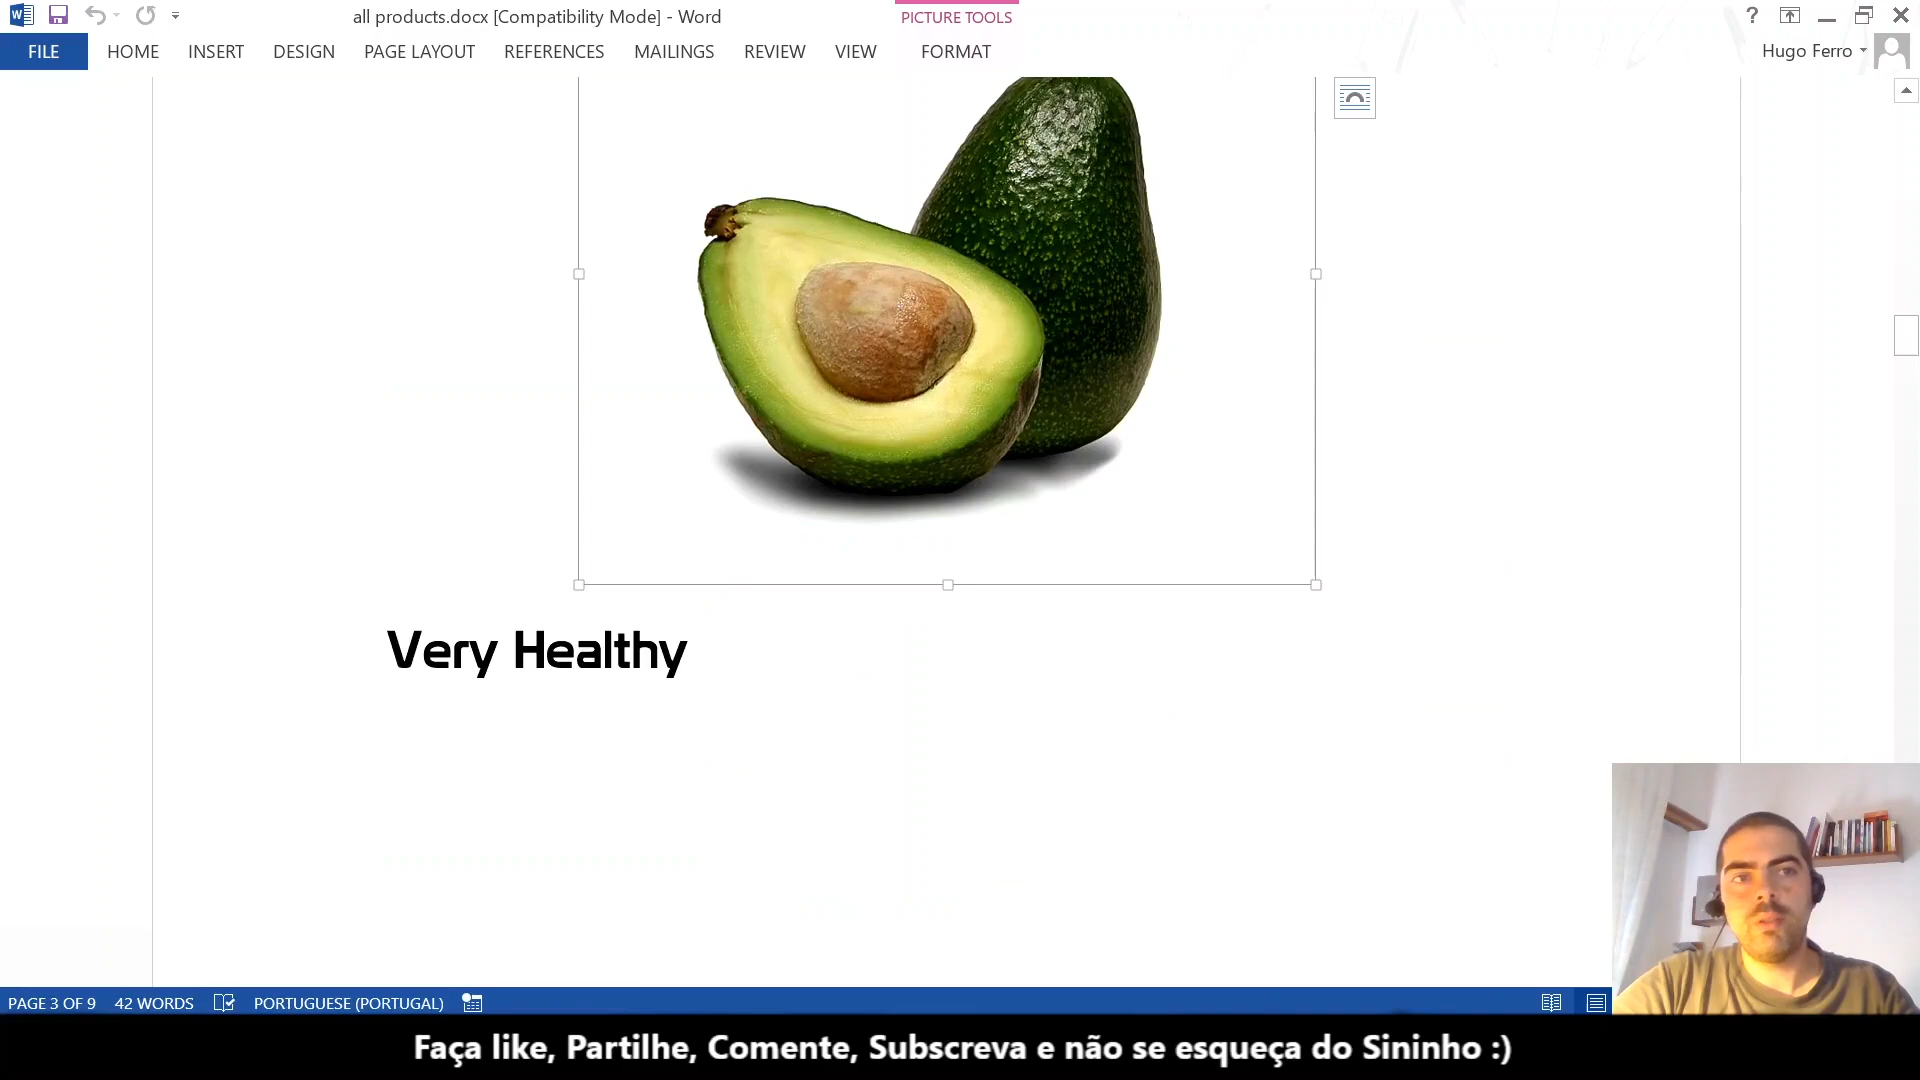 all products.docx [Compatibility Mode] - Word
PICTURE TOOLS
?
FILE
HOME
INSERT
DESIGN
PAGE LAYOUT
REFERENCES
MAILINGS
REVIEW
VIEW
FORMAT
Hugo Ferro
Very Healthy
PAGE 3 OF 9
42 WORDS
PORTUGUESE (PORTUGAL)
Faça like, Partilhe, Comente, Subscreva e não se esqueça do Sininho :)